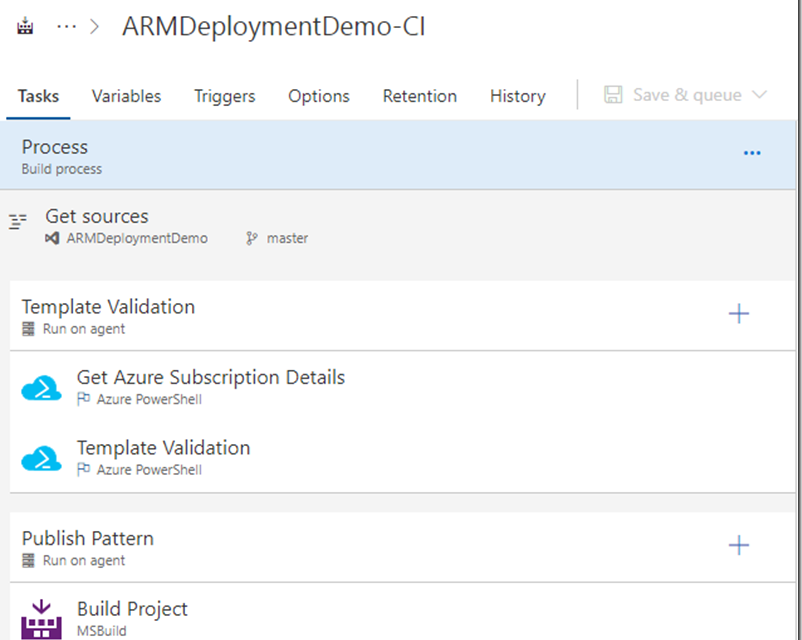 ... > ARMDeploymentDemo-CI
Tasks Variables Triggers Options Retention History Save & queue
Process
Build process
Get sources
ARMDeploymentDemo master
Template Validation
Run on agent
Get Azure Subscription Details
Azure PowerShell
Template Validation
Azure PowerShell
Publish Pattern
Run on agent
Build Project
MSBuild